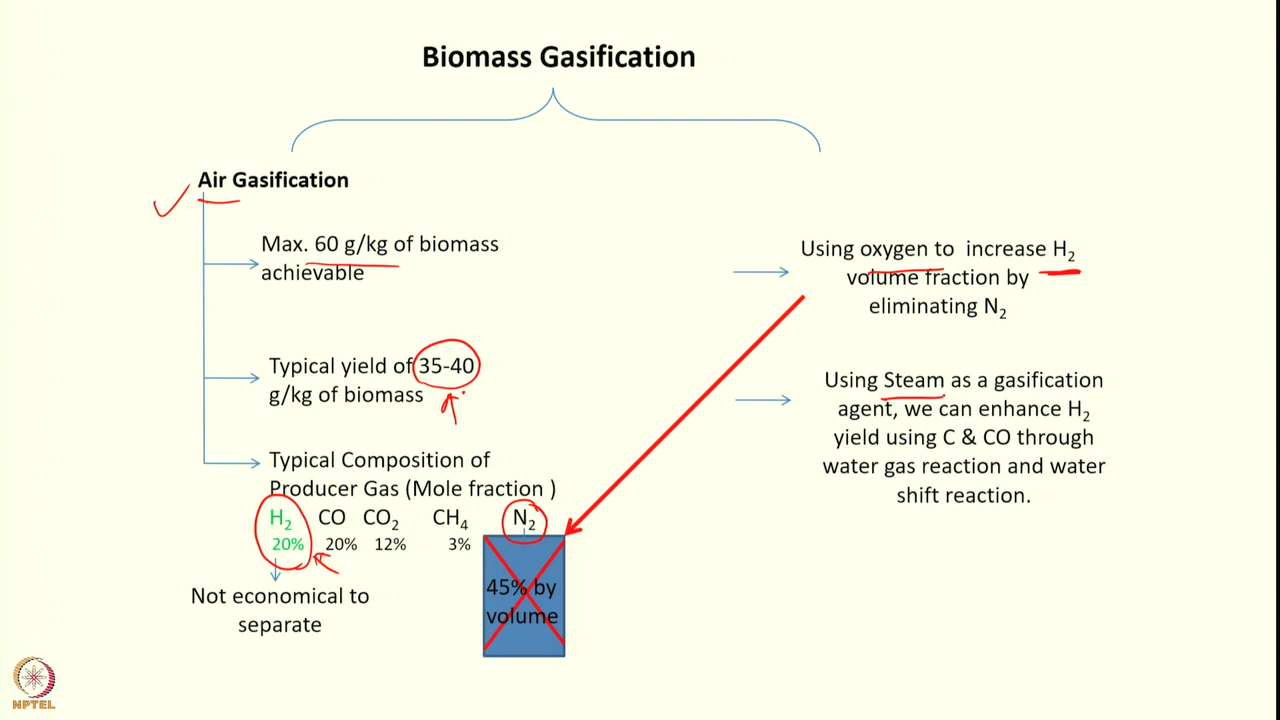 Biomass Gasification
Air Gasification
Max. 60 g/kg of biomass
achievable
Typical yield of 35-40
g/kg of biomass
Typical Composition of
Producer Gas (Mole fraction )
H₂ CO CO₂ CH₄ N₂
20% 20% 12% 3%
45% by
volume
Not economical to
separate
Using oxygen to increase H₂
volume fraction by
eliminating N₂
Using Steam as a gasification
agent, we can enhance H₂
yield using C & CO through
water gas reaction and water
shift reaction.
NPTEL